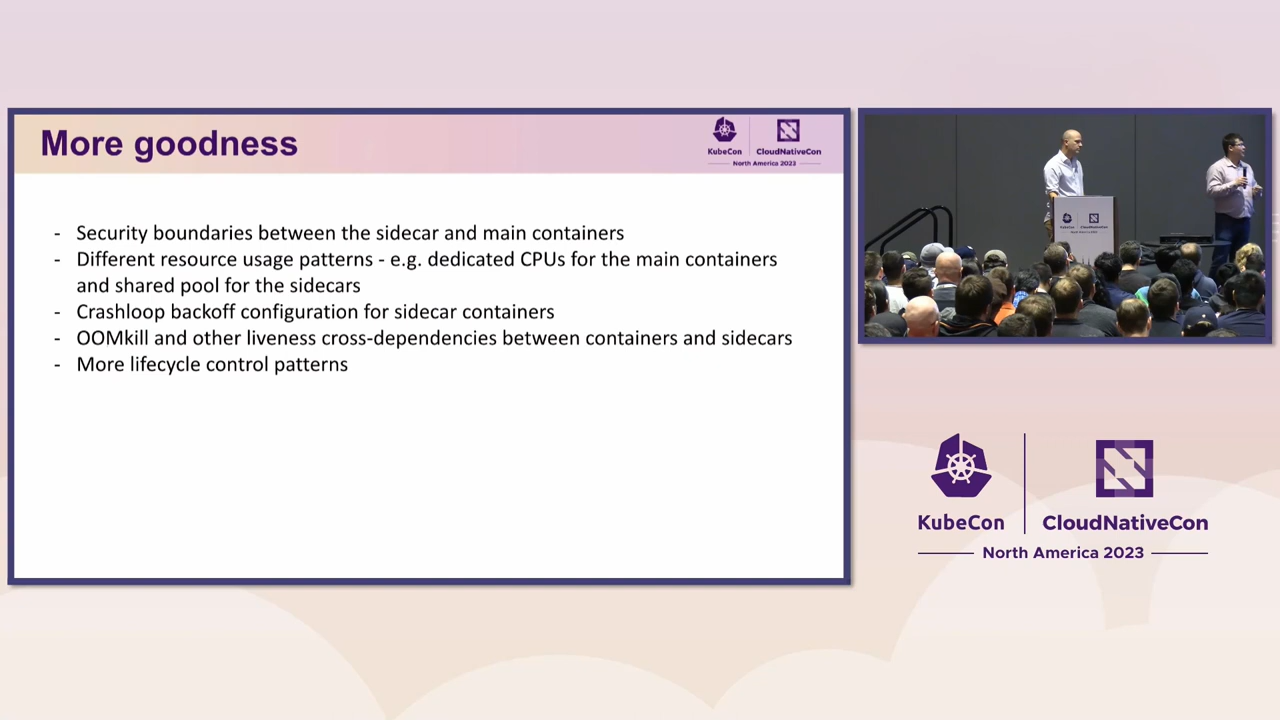 More goodness
KubeCon
CloudNativeCon
North America 2023
- Security boundaries between the sidecar and main containers
- Different resource usage patterns - e.g. dedicated CPUs for the main containers
and shared pool for the sidecars
- Crashloop backoff configuration for sidecar containers
- OOMkill and other liveness cross-dependencies between containers and sidecars
- More lifecycle control patterns
KubeCon
CloudNativeCon
North America 2023